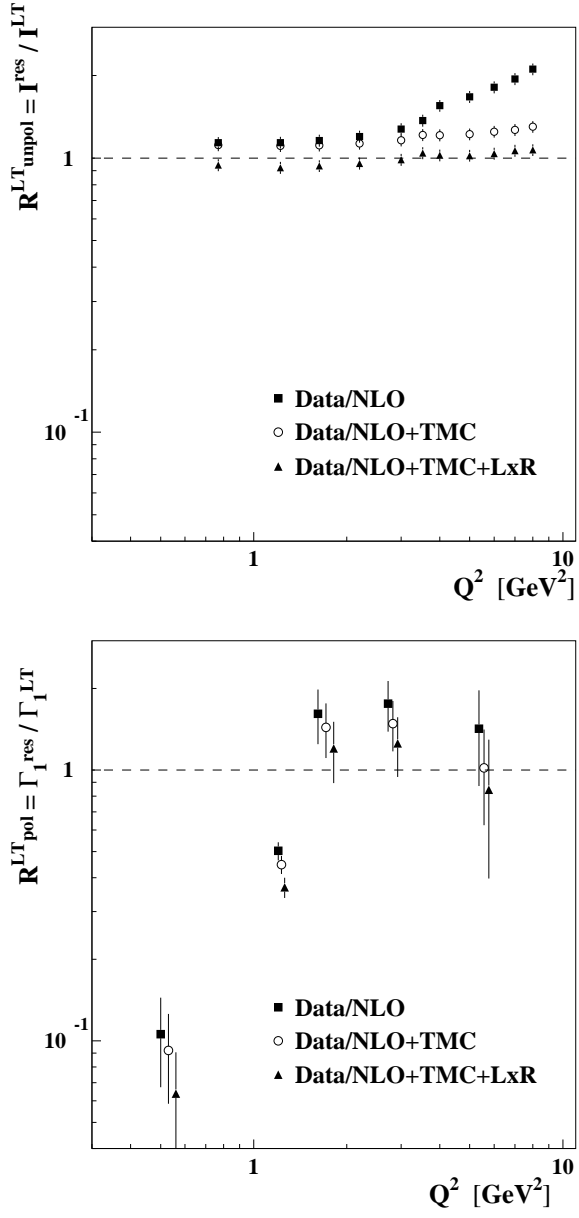 R^LT_unpol = I^res / I^LT
1
10^-1
Data/NLO
Data/NLO+TMC
Data/NLO+TMC+LxR
1
10
Q^2 [GeV^2]
R^LT_pol = Γ_1^res / Γ_1^LT
1
10^-1
Data/NLO
Data/NLO+TMC
Data/NLO+TMC+LxR
1
10
Q^2 [GeV^2]